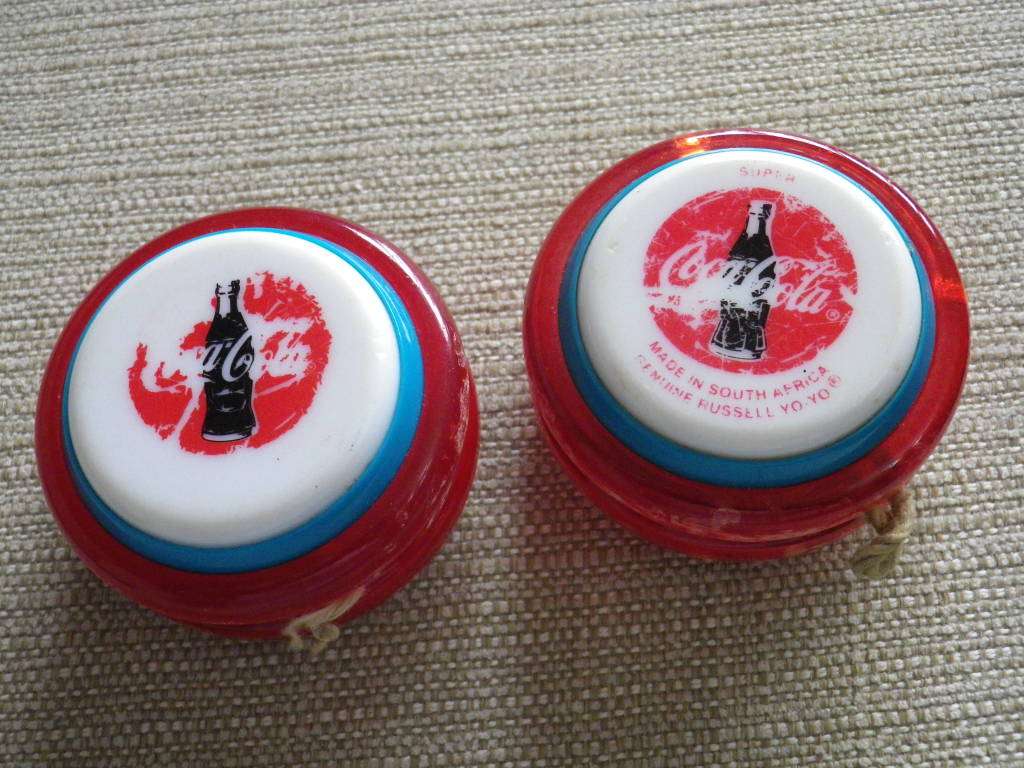 Coca-Cola
SUPER
Coca-Cola®
MADE IN SOUTH AFRICA
GENUINE RUSSELL YO-YO®